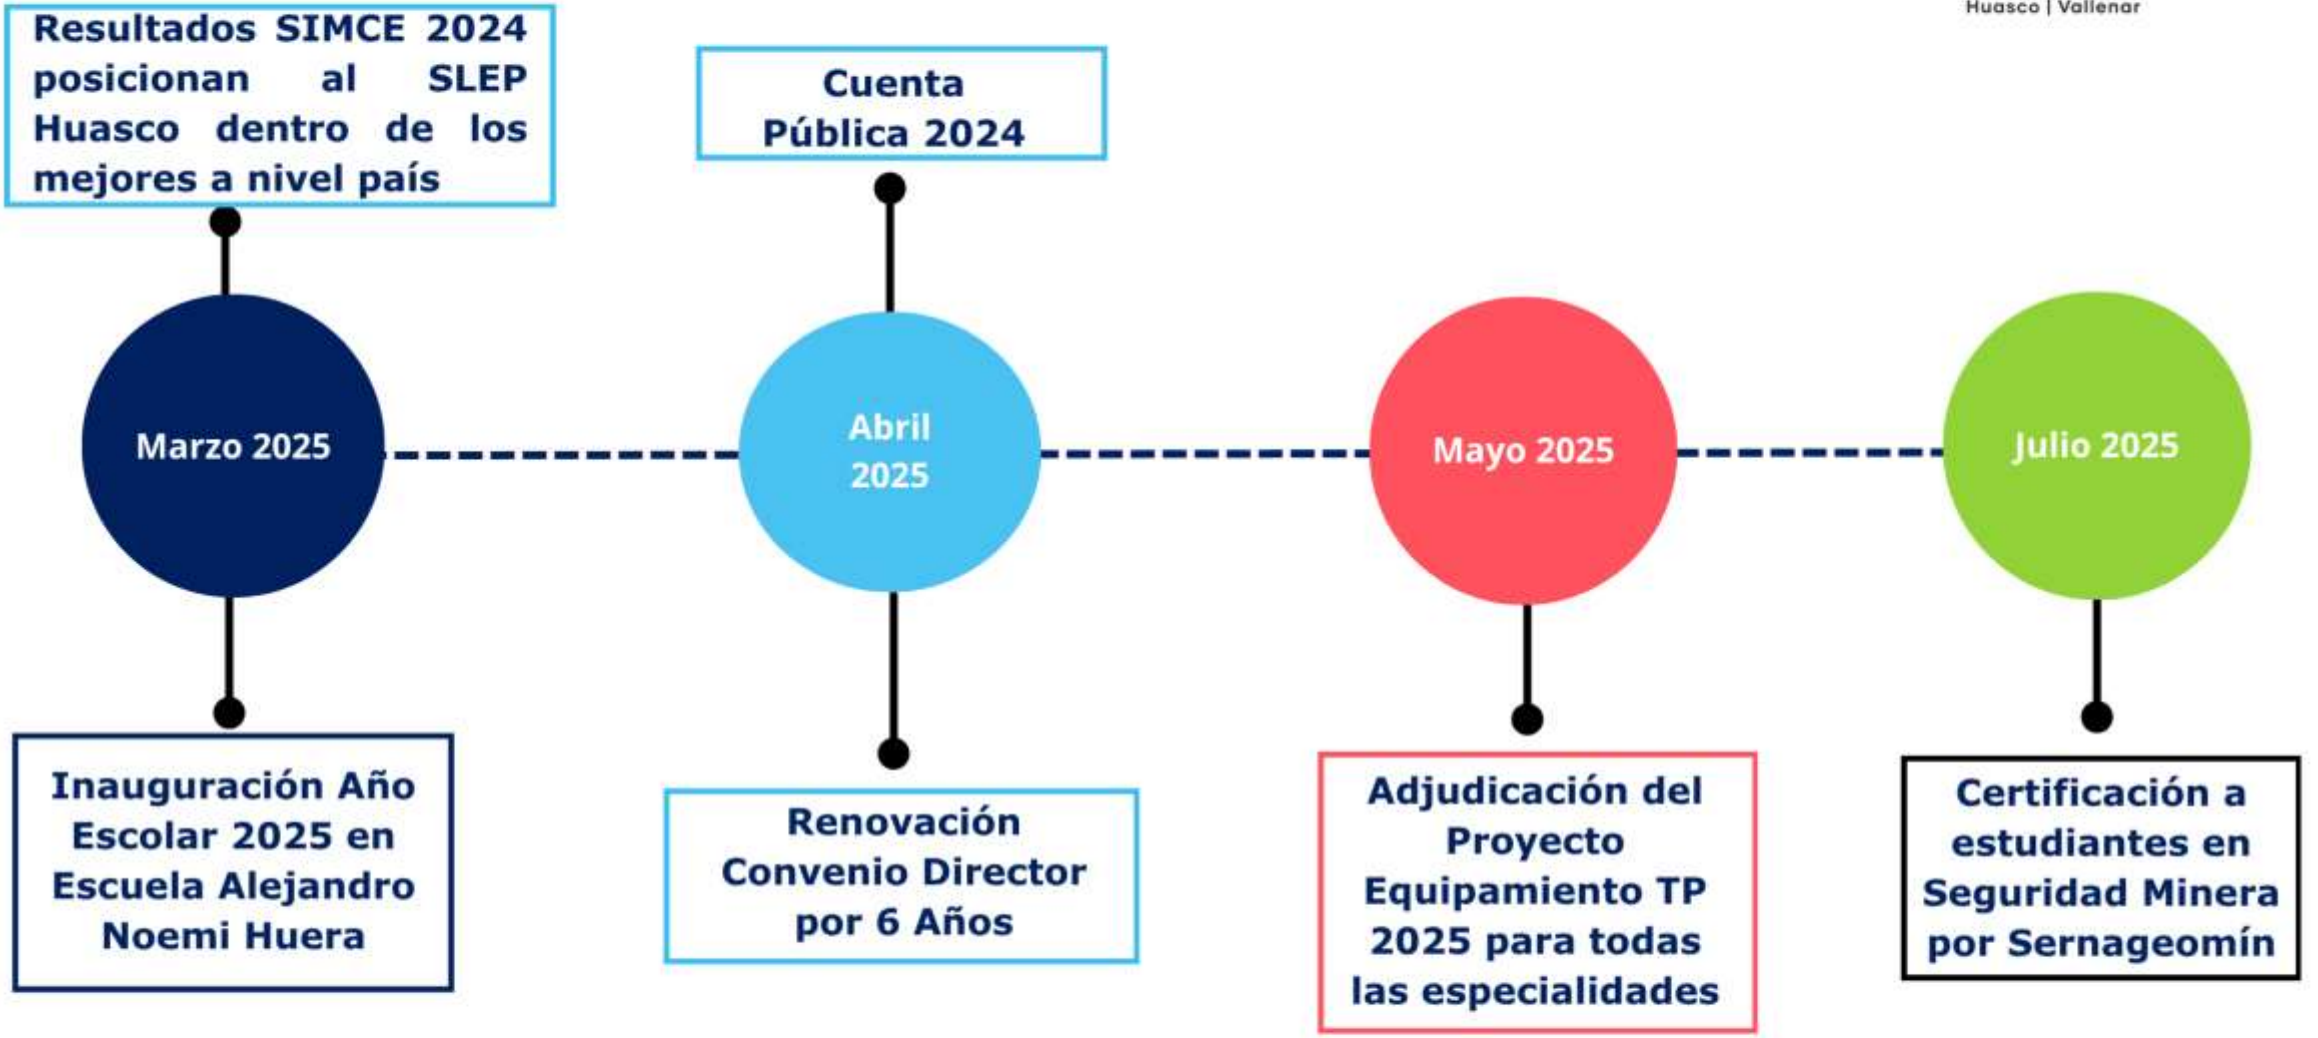 Huasco | Vallenar
Resultados SIMCE 2024
posicionan al SLEP
Huasco dentro de los
mejores a nivel país
Cuenta
Pública 2024
Marzo 2025
Abril
2025
Mayo 2025
Julio 2025
Inauguración Año
Escolar 2025 en
Escuela Alejandro
Noemi Huera
Renovación
Convenio Director
por 6 Años
Adjudicación del
Proyecto
Equipamiento TP
2025 para todas
las especialidades
Certificación a
estudiantes en
Seguridad Minera
por Sernageomín